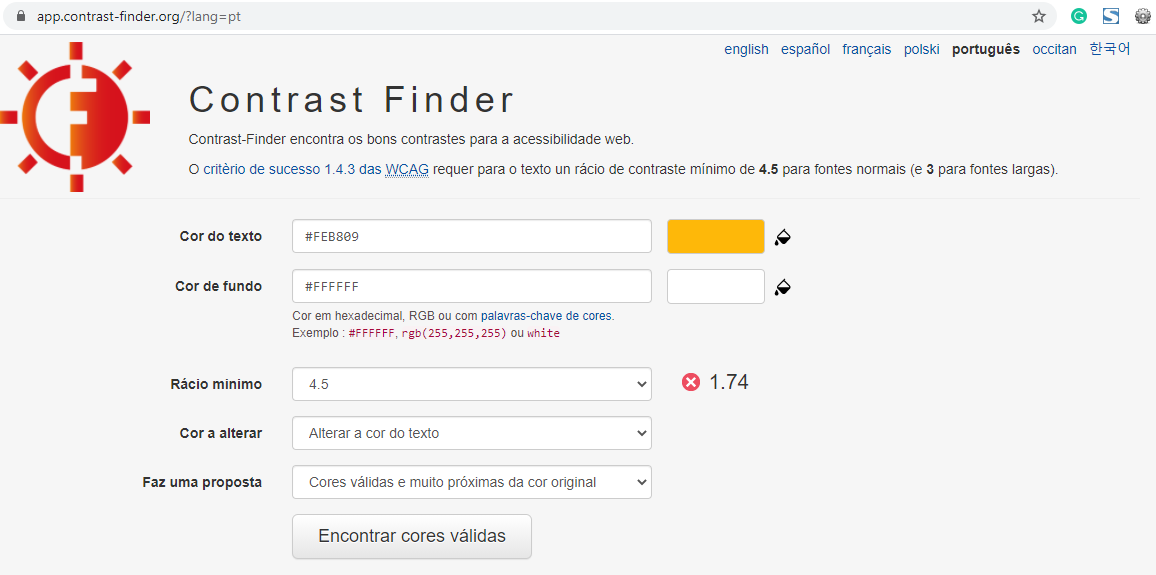 app.contrast-finder.org/?lang=pt
english español français polski português occitan 한국어
Contrast Finder
Contrast-Finder encontra os bons contrastes para a acessibilidade web.
O critèrio de sucesso 1.4.3 das WCAG requer para o texto un rácio de contraste mínimo de 4.5 para fontes normais (e 3 para fontes largas).
Cor do texto #FEB809
Cor de fundo #FFFFFF
Cor em hexadecimal, RGB ou com palavras-chave de cores.
Exemplo : #FFFFFF, rgb(255,255,255) ou white
Rácio minimo 4.5 1.74
Cor a alterar Alterar a cor do texto
Faz uma proposta Cores válidas e muito próximas da cor original
Encontrar cores válidas